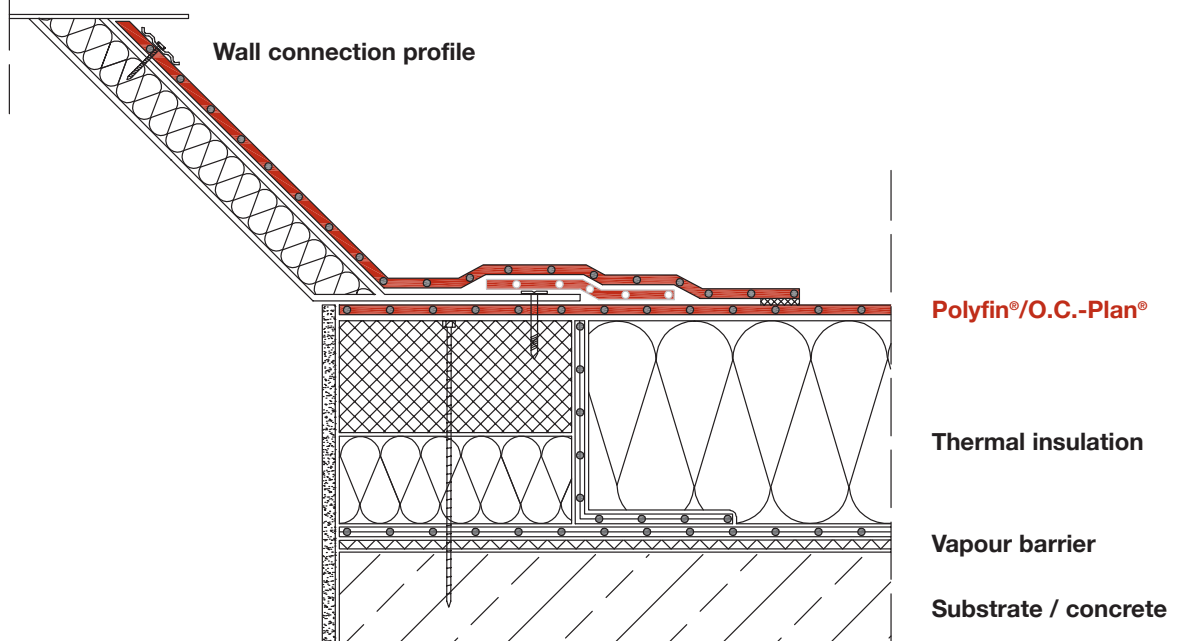 Wall connection profile
Polyfin®/O.C.-Plan®
Thermal insulation
Vapour barrier
Substrate / concrete